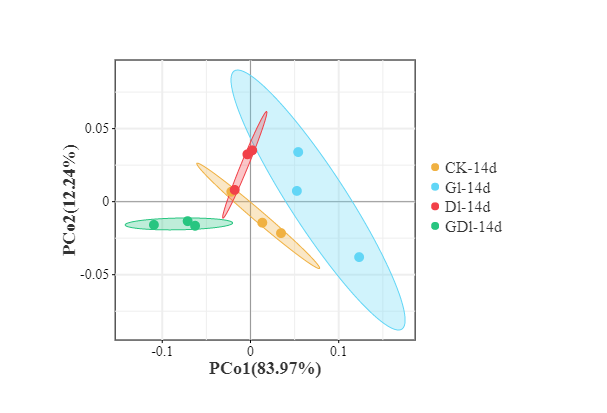 PCo2(12.24%)
0.05
0
-0.05
-0.1
0
0.1
PCo1(83.97%)
CK-14d
Gl-14d
Dl-14d
GDl-14d